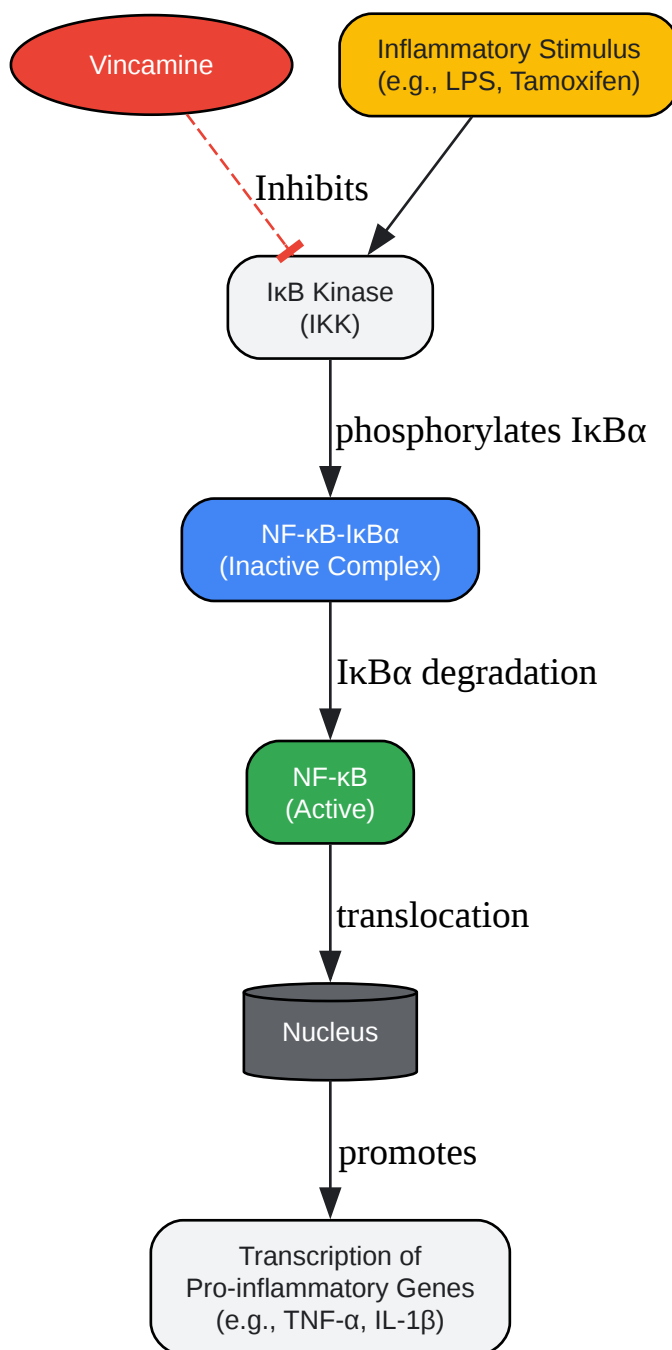 Vincamine
Inflammatory Stimulus
(e.g., LPS, Tamoxifen)
Inhibits
IκB Kinase
(IKK)
phosphorylates IκBα
NF-κB-IκBα
(Inactive Complex)
IκBα degradation
NF-κB
(Active)
translocation
Nucleus
promotes
Transcription of
Pro-inflammatory Genes
(e.g., TNF-α, IL-1β)